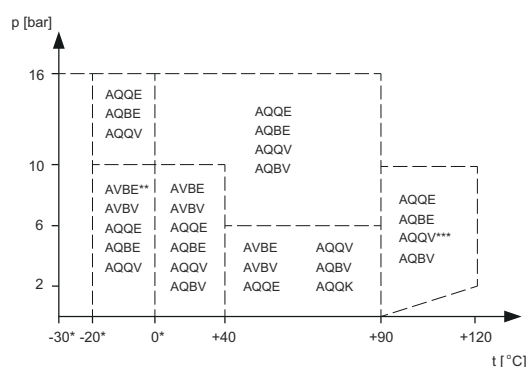 p [bar]
16
AQQE
AQBE
AQQV
AQQE
AQBE
AQQV
AQBV
10
AVBE**
AVBV
AQQE
AQBE
AQQV
AVBE
AVBV
AQQE
AQBE
AQQV
AQBV
AQQE
AQBE
AQQV***
AQBV
6
AVBE AQQV
AVBV AQBV
AQQE AQQK
2
-30* -20* 0* +40 +90 +120
t [°C]